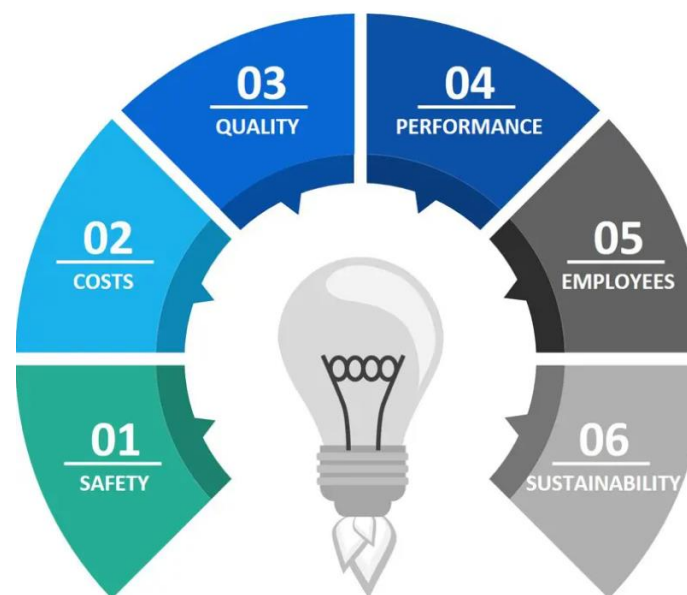 01
SAFETY
02
COSTS
03
QUALITY
04
PERFORMANCE
05
EMPLOYEES
06
SUSTAINABILITY